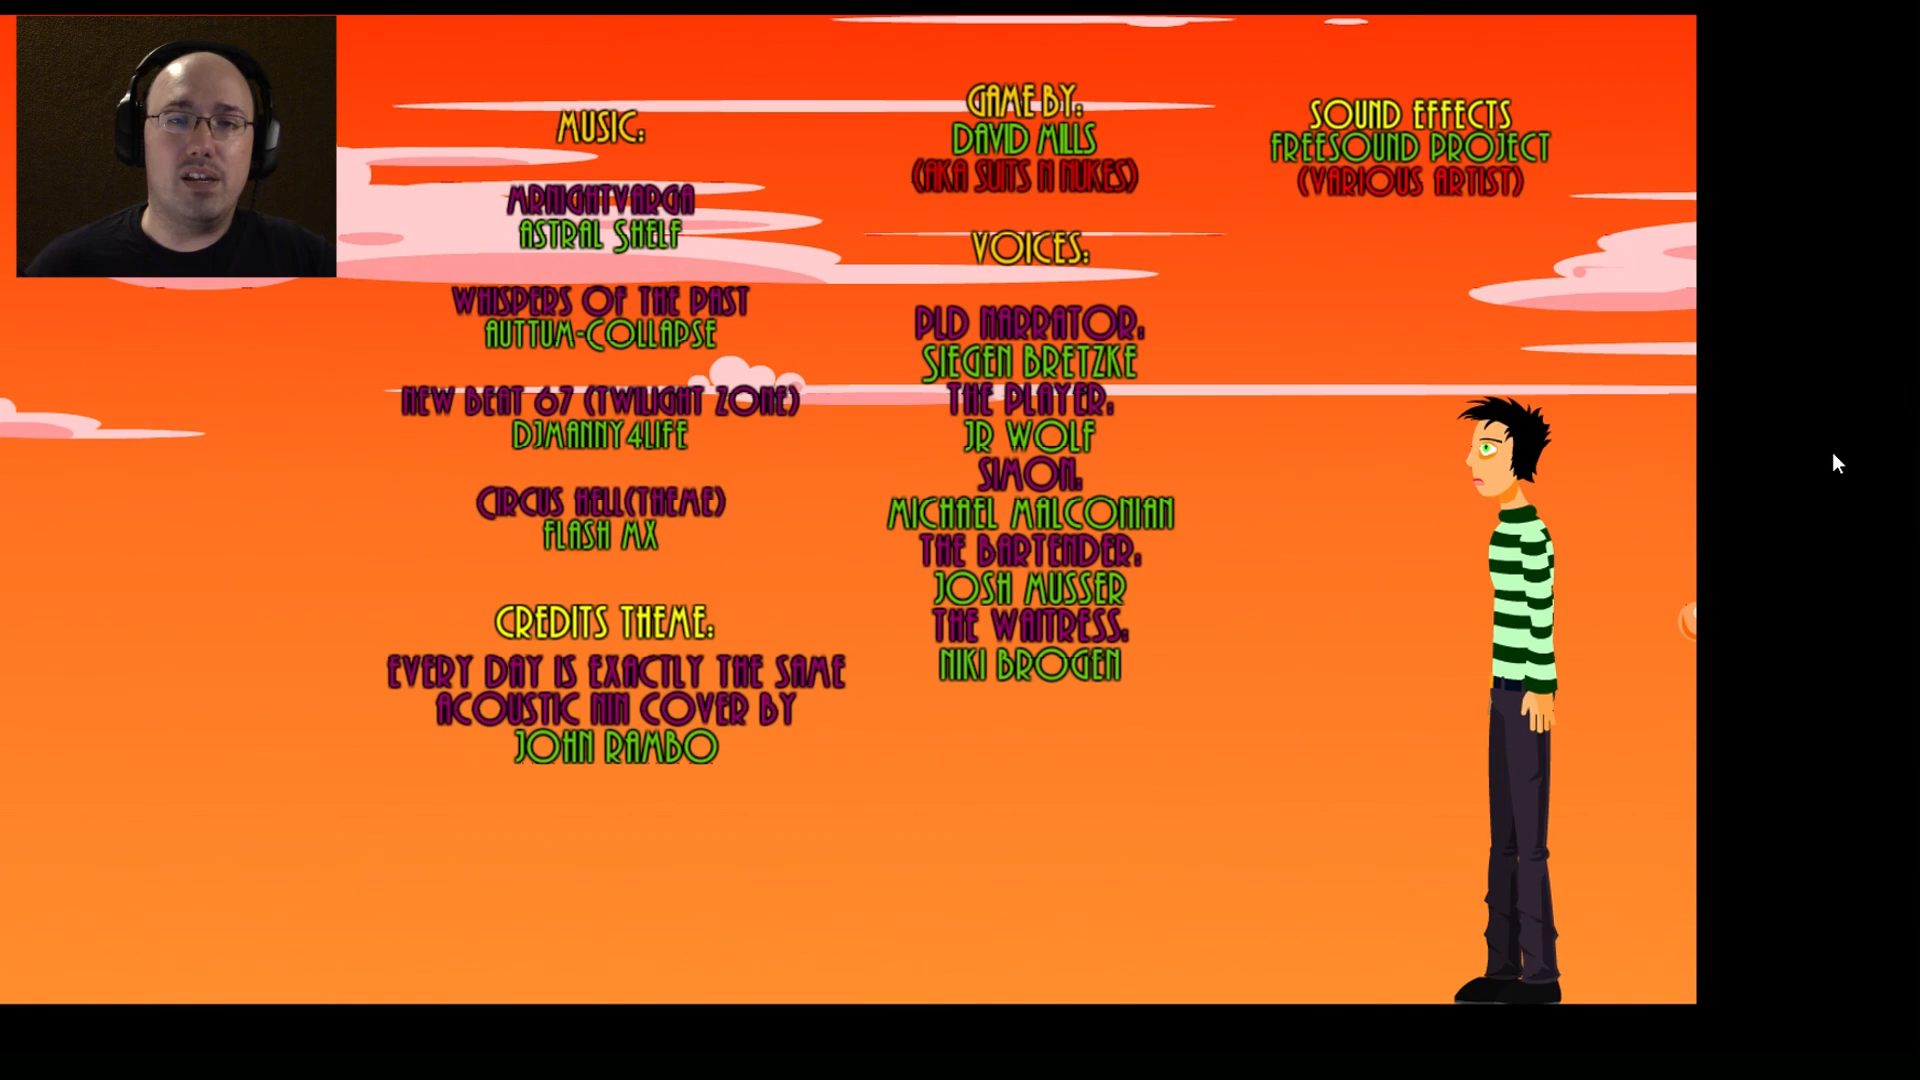 MUSIC:
MRNIGHTVARGA
ASTRAL SHELF
WHISPERS OF THE PAST
AUTTUM-COLLAPSE
NEW BEAT 67 (TWILIGHT ZONE)
DJMANNY4LIFE
CIRCUS HELL(THEME)
FLASH MX
CREDITS THEME:
EVERY DAY IS EXACTLY THE SAME
ACOUSTIC NIN COVER BY
JOHN RAMBO
GAME BY:
DAVID MILLS
(AKA SUITS N NUKES)
VOICES:
PLD NARRATOR:
SIEGEN BRETZKE
THE PLAYER:
JR WOLF
SIMON:
MICHAEL MALCONIAN
THE BARTENDER:
JOSH MUSSER
THE WAITRESS:
NIKI BROGEN
SOUND EFFECTS
FREESOUND PROJECT
(VARIOUS ARTIST)